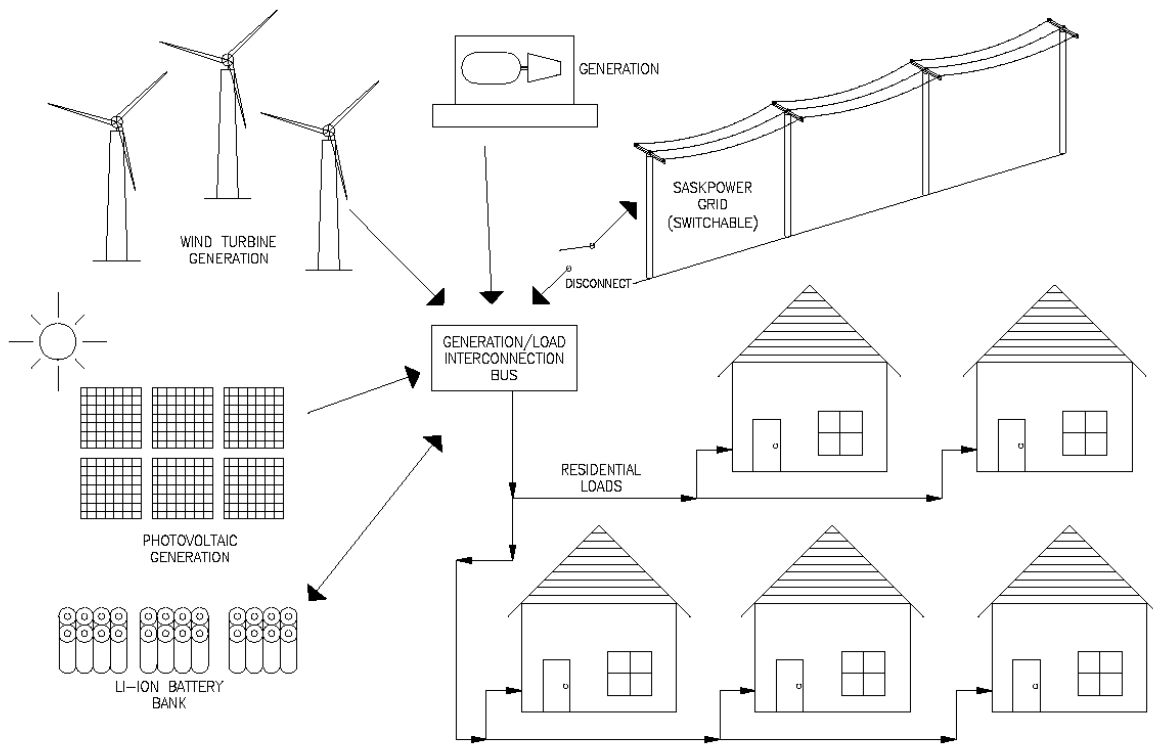 GENERATION
WIND TURBINE
GENERATION
SASKPOWER
GRID
(SWITCHABLE)
DISCONNECT
GENERATION/LOAD
INTERCONNECTION
BUS
RESIDENTIAL
LOADS
PHOTOVOLTAIC
GENERATION
LI-ION BATTERY
BANK